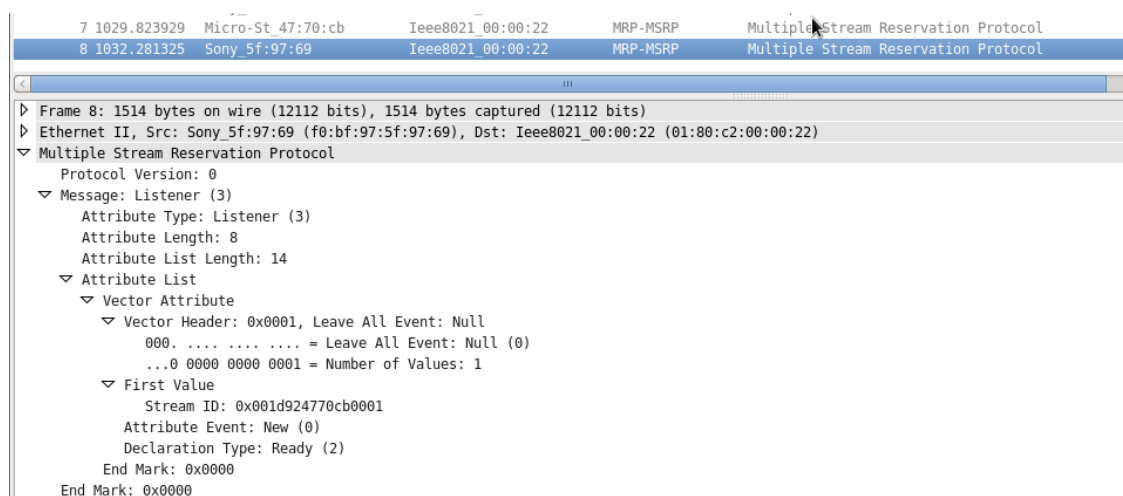 7 1029.823929 Micro-St_47:70:cb Ieee8021_00:00:22 MRP-MSRP Multiple Stream Reservation Protocol
8 1032.281325 Sony_5f:97:69 Ieee8021_00:00:22 MRP-MSRP Multiple Stream Reservation Protocol
Frame 8: 1514 bytes on wire (12112 bits), 1514 bytes captured (12112 bits)
Ethernet II, Src: Sony_5f:97:69 (f0:bf:97:5f:97:69), Dst: Ieee8021_00:00:22 (01:80:c2:00:00:22)
Multiple Stream Reservation Protocol
Protocol Version: 0
Message: Listener (3)
Attribute Type: Listener (3)
Attribute Length: 8
Attribute List Length: 14
Attribute List
Vector Attribute
Vector Header: 0x0001, Leave All Event: Null
000. .... .... .... = Leave All Event: Null (0)
...0 0000 0000 0001 = Number of Values: 1
First Value
Stream ID: 0x001d924770cb0001
Attribute Event: New (0)
Declaration Type: Ready (2)
End Mark: 0x0000
End Mark: 0x0000